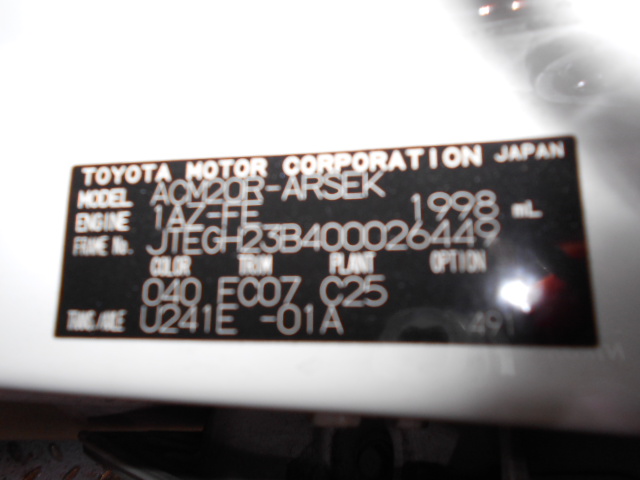 TOYOTA MOTOR CORPORATION JAPAN
MODEL ACM20R-ARSEK
ENGINE 1AZ-FE 1998 mL
FRAME No. JTEGH23B400026449
COLOR TRIM PLANT OPTION
040 EC07 C25
TRANS/AXLE U241E -01A